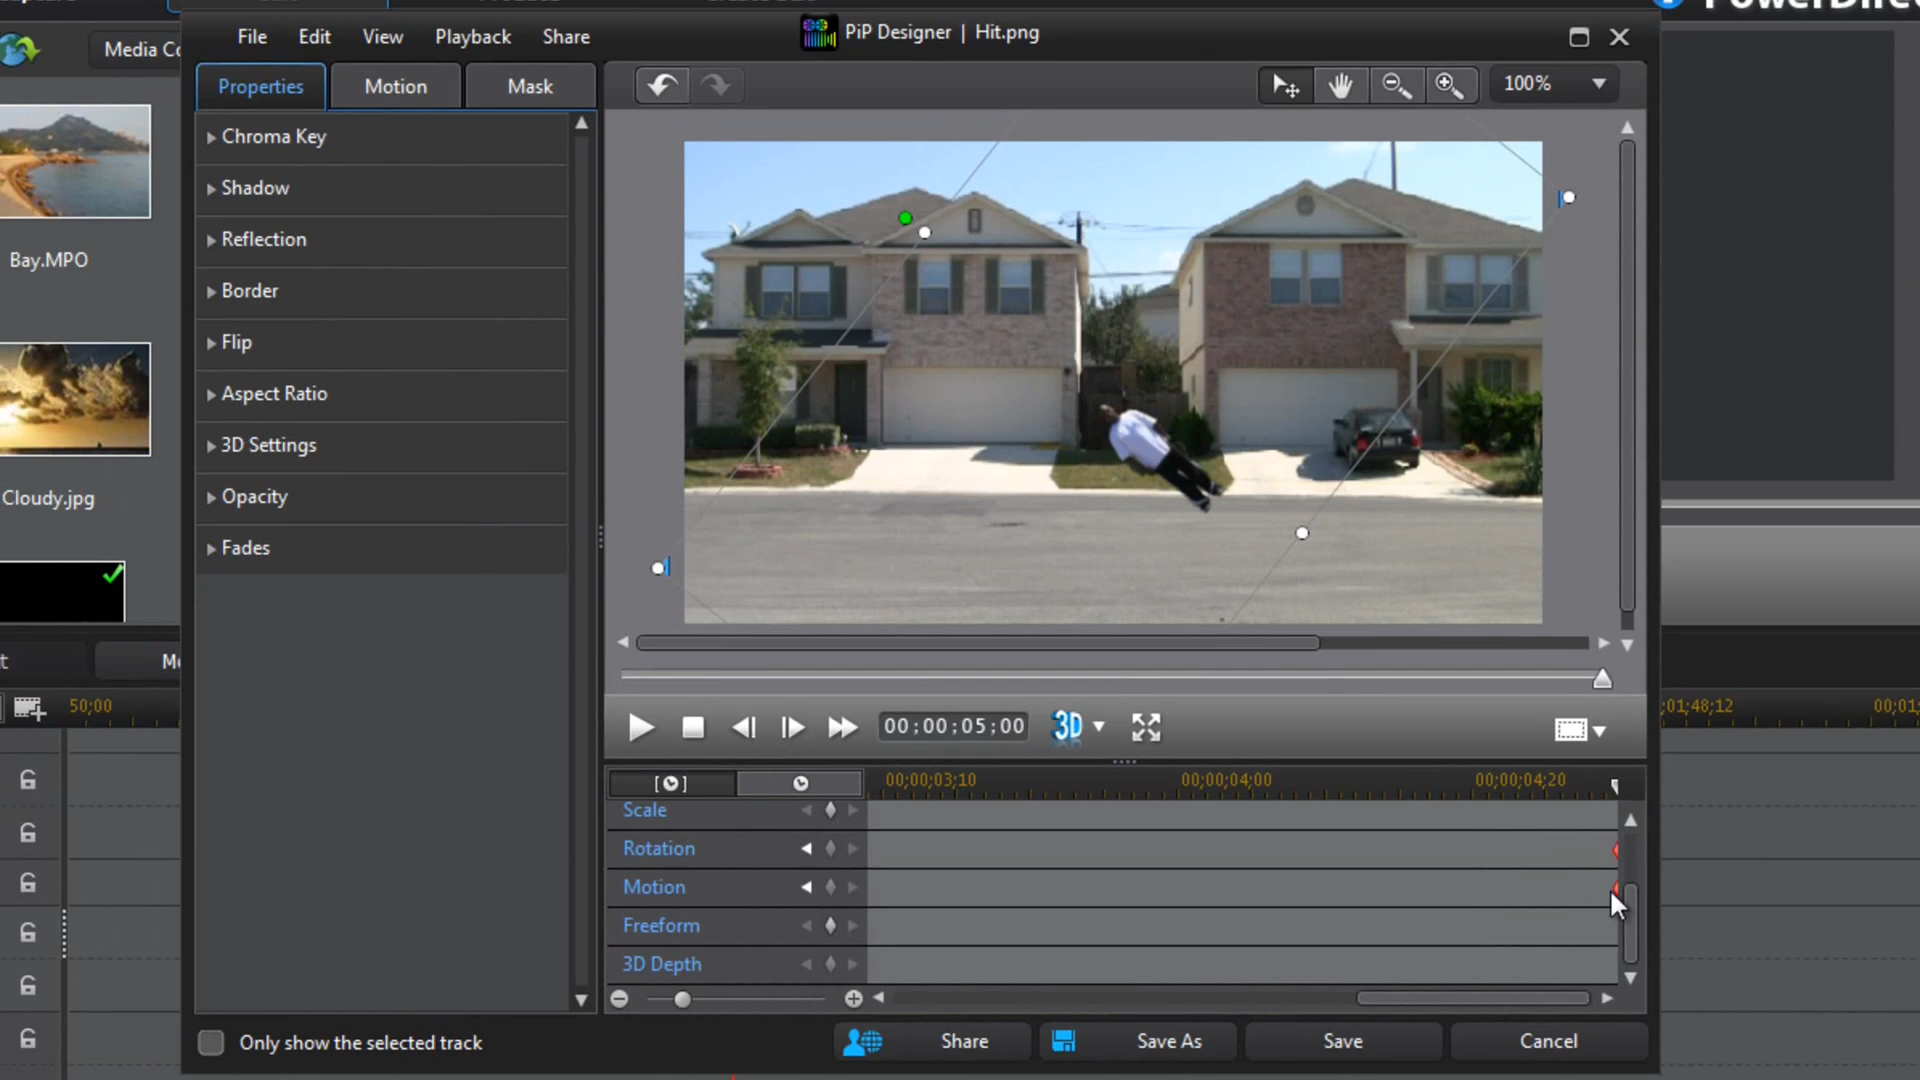 PiP Designer | Hit.png
File Edit View Playback Share
Media Co
Properties Motion Mask
100%
Chroma Key
Shadow
Reflection
Border
Flip
Aspect Ratio
3D Settings
Opacity
Fades
Bay.MPO
Cloudy.jpg
00;00;05;00
3D
50;00
00;00;03;10 00;00;04;00 00;00;04;20
;01;48;12
Scale
Rotation
Motion
Freeform
3D Depth
Only show the selected track
Share Save As Save Cancel